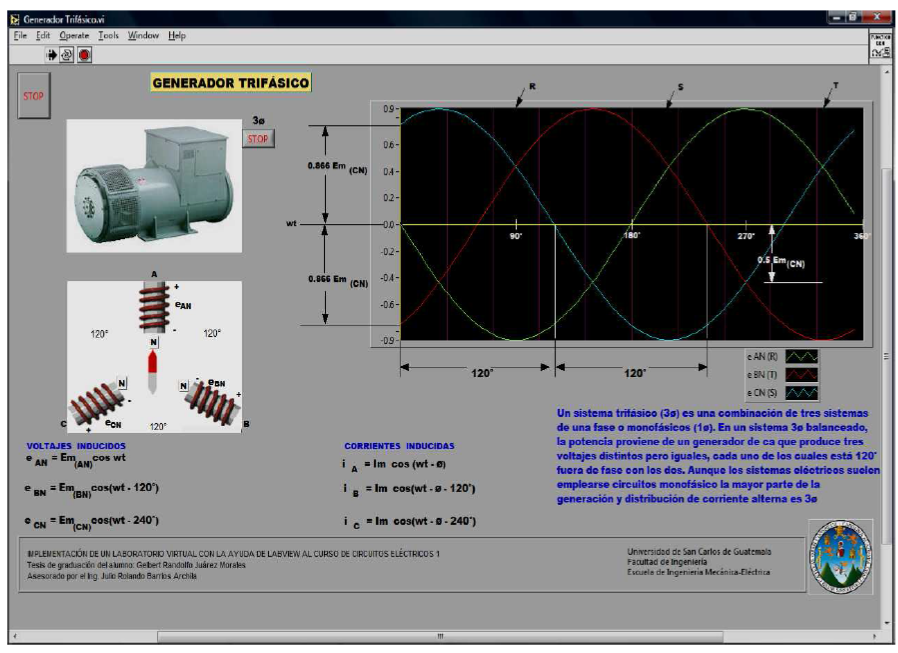 Generador Trifásico.vi
File Edit Operate Tools Window Help
STOP
GENERADOR TRIFÁSICO
3ø
STOP
R S T
0.9
0.6
0.4
0.2
0.0
-0.2
-0.4
-0.6
-0.9
0.866 Em (CN)
wt
0.866 Em (CN)
90° 180° 270° 360°
0.5 Em (CN)
120° 120°
e AN (R)
e BN (T)
e CN (S)
A
+
e AN
-
120° 120°
N
N N
e BN
+
-
-
e CN
+
C 120° B
VOLTAJES INDUCIDOS
e AN = Em (AN) cos wt
e BN = Em (BN) cos(wt - 120°)
e CN = Em (CN) cos(wt - 240°)
CORRIENTES INDUCIDAS
i A = Im cos (wt - ø)
i B = Im cos(wt - ø - 120°)
i C = Im cos(wt - ø - 240°)
Un sistema trifásico (3ø) es una combinación de tres sistemas
de una fase o monofásicos (1ø). En un sistema 3ø balanceado,
la potencia proviene de un generador de ca que produce tres
voltajes distintos pero iguales, cada uno de los cuales está 120°
fuera de fase con los dos. Aunque los sistemas eléctricos suelen
emplearse circuitos monofásico la mayor parte de la
generación y distribución de corriente alterna es 3ø
IMPLEMENTACIÓN DE UN LABORATORIO VIRTUAL CON LA AYUDA DE LABVIEW AL CURSO DE CIRCUITOS ELÉCTRICOS 1
Tesis de graduación del alumno: Gelbert Randolfo Juárez Morales
Asesorado por el Ing. Julio Rolando Barrios Archila
Universidad de San Carlos de Guatemala
Facultad de Ingeniería
Escuela de Ingeniería Mecánica-Eléctrica